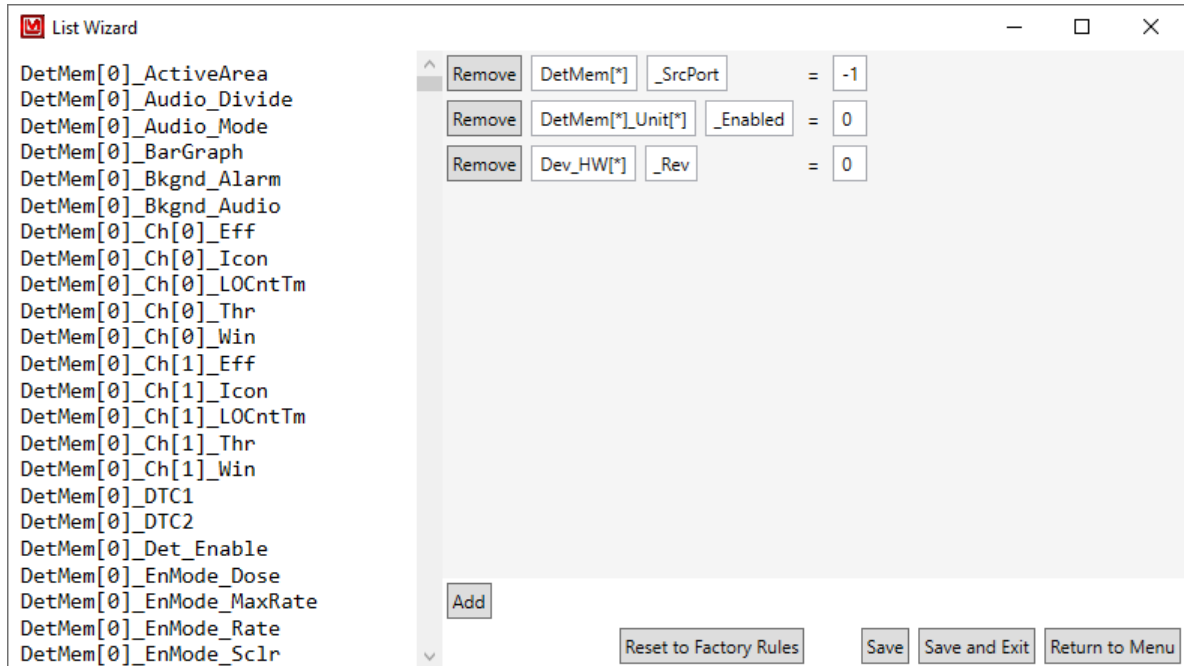 List Wizard
DetMem[0]_ActiveArea
DetMem[0]_Audio_Divide
DetMem[0]_Audio_Mode
DetMem[0]_BarGraph
DetMem[0]_Bkgnd_Alarm
DetMem[0]_Bkgnd_Audio
DetMem[0]_Ch[0]_Eff
DetMem[0]_Ch[0]_Icon
DetMem[0]_Ch[0]_LOCntTm
DetMem[0]_Ch[0]_Thr
DetMem[0]_Ch[0]_Win
DetMem[0]_Ch[1]_Eff
DetMem[0]_Ch[1]_Icon
DetMem[0]_Ch[1]_LOCntTm
DetMem[0]_Ch[1]_Thr
DetMem[0]_Ch[1]_Win
DetMem[0]_DTC1
DetMem[0]_DTC2
DetMem[0]_Det_Enable
DetMem[0]_EnMode_Dose
DetMem[0]_EnMode_MaxRate
DetMem[0]_EnMode_Rate
DetMem[0]_EnMode_Sclr
Remove DetMem[*] _SrcPort = -1
Remove DetMem[*]_Unit[*] _Enabled = 0
Remove Dev_HW[*] _Rev = 0
Add
Reset to Factory Rules Save Save and Exit Return to Menu